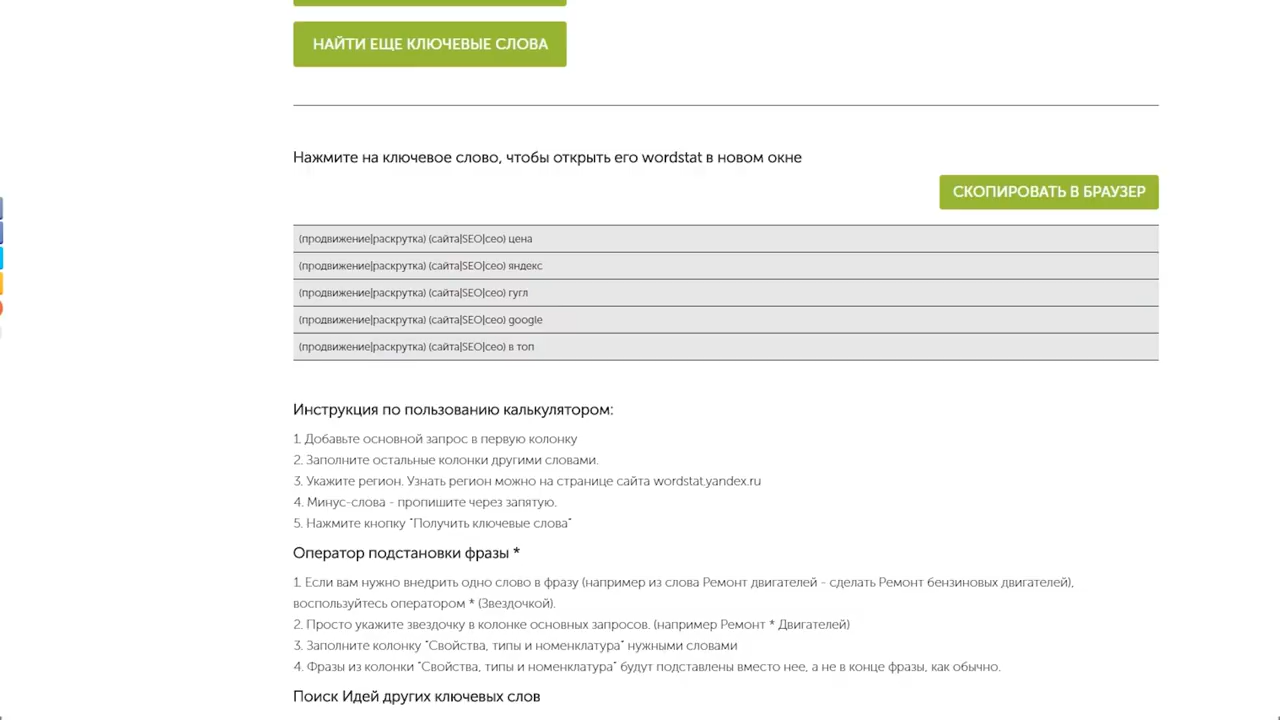 НАЙТИ ЕЩЕ КЛЮЧЕВЫЕ СЛОВА
Нажмите на ключевое слово, чтобы открыть его wordstat в новом окне
СКОПИРОВАТЬ В БРАУЗЕР
(продвижение|раскрутка) (сайта|SEO|сео) цена
(продвижение|раскрутка) (сайта|SEO|сео) яндекс
(продвижение|раскрутка) (сайта|SEO|сео) гугл
(продвижение|раскрутка) (сайта|SEO|сео) google
(продвижение|раскрутка) (сайта|SEO|сео) в топ
Инструкция по пользованию калькулятором:
1. Добавьте основной запрос в первую колонку
2. Заполните остальные колонки другими словами.
3. Укажите регион. Узнать регион можно на странице сайта wordstat.yandex.ru
4. Минус-слова - пропишите через запятую.
5. Нажмите кнопку "Получить ключевые слова"
Оператор подстановки фразы *
1. Если вам нужно внедрить одно слово в фразу (например из слова Ремонт двигателей - сделать Ремонт бензиновых двигателей),
воспользуйтесь оператором * (Звездочкой).
2. Просто укажите звездочку в колонке основных запросов. (например Ремонт * Двигателей)
3. Заполните колонку "Свойства, типы и номенклатура" нужными словами
4. Фразы из колонки "Свойства, типы и номенклатура" будут подставлены вместо нее, а не в конце фразы, как обычно.
Поиск Идей других ключевых слов